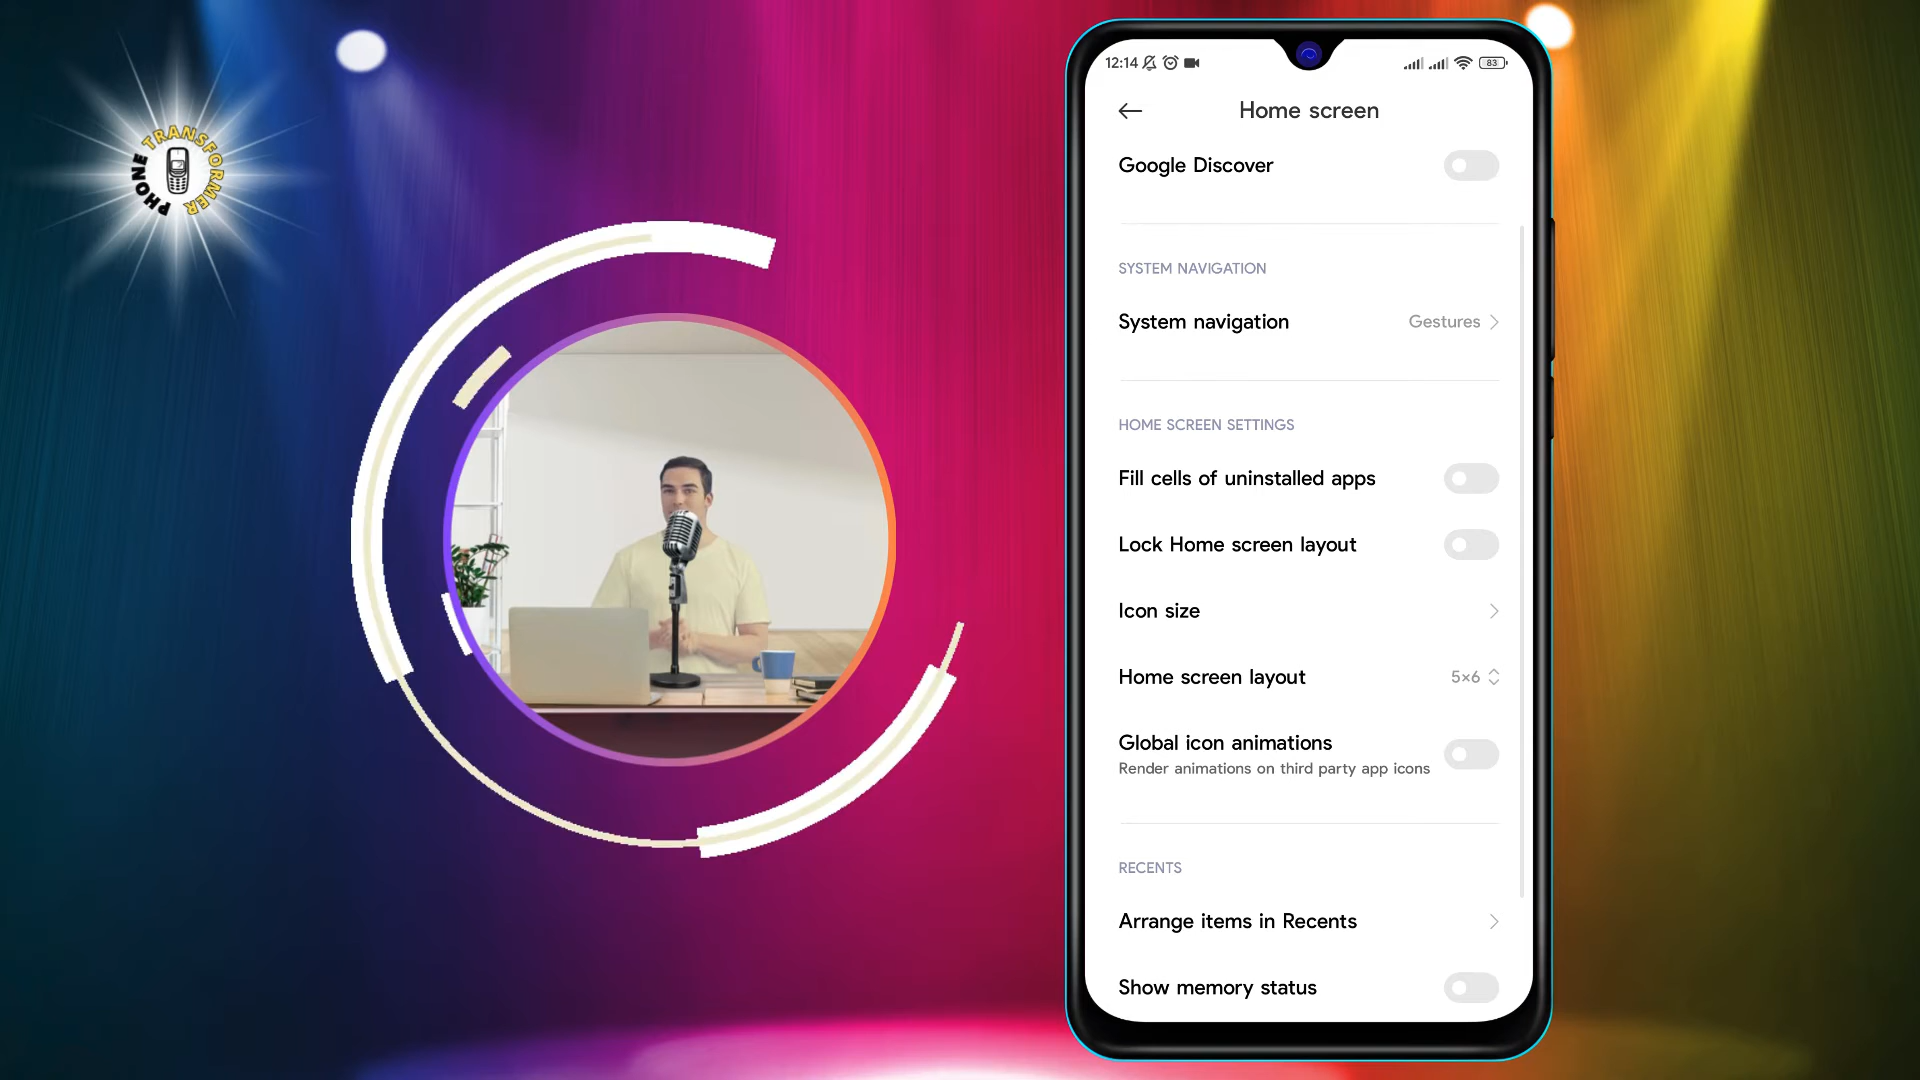 PHONE TRANSFORMER
12:14
83
Home screen
Google Discover
SYSTEM NAVIGATION
System navigation
Gestures
HOME SCREEN SETTINGS
Fill cells of uninstalled apps
Lock Home screen layout
Icon size
Home screen layout
5×6
Global icon animations
Render animations on third party app icons
RECENTS
Arrange items in Recents
Show memory status